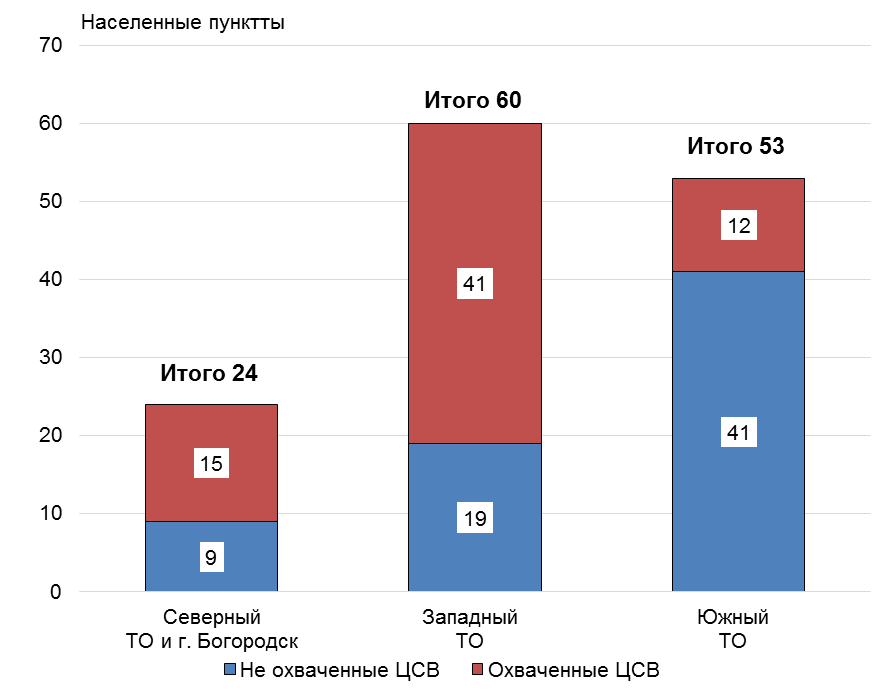 Населенные пунктты
70
60
50
40
30
20
10
0
Итого 24
Итого 60
Итого 53
15
9
41
19
12
41
Северный
ТО и г. Богородск
Западный
ТО
Южный
ТО
Не охваченные ЦСВ
Охваченные ЦСВ